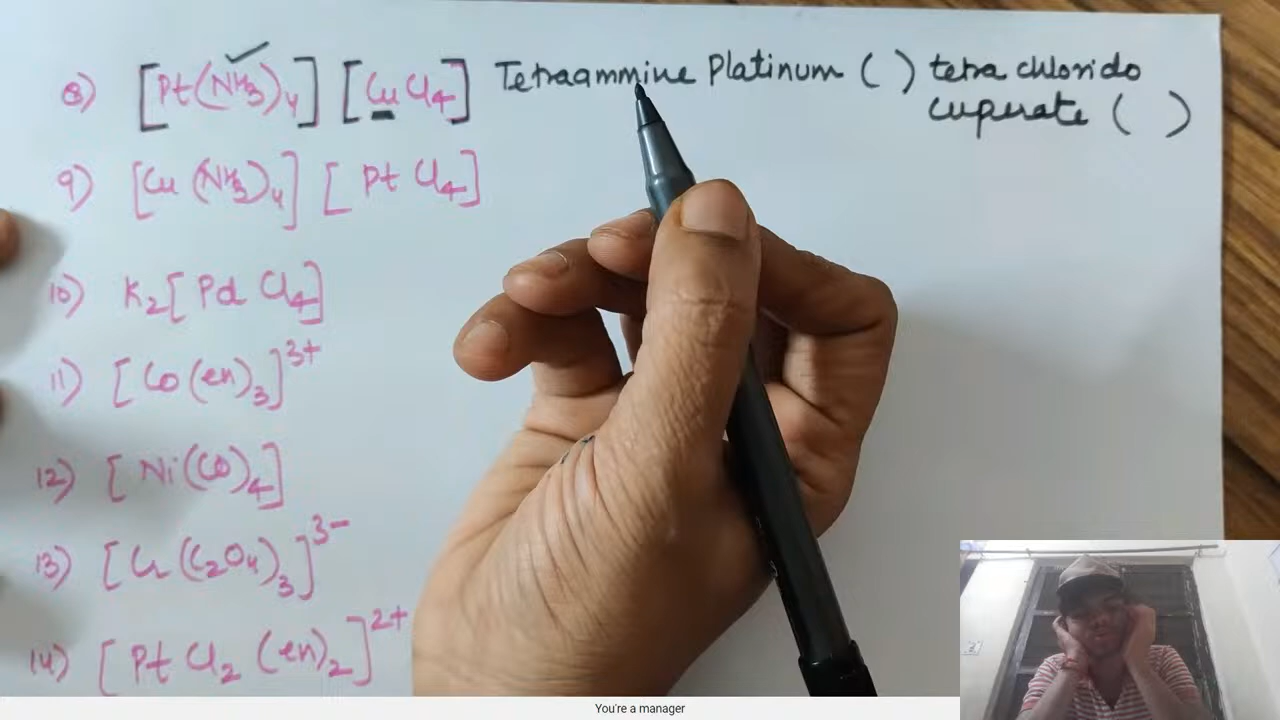 8) [Pt(NH3)4] [CuCl4] Tetraammine Platinum ( ) tetra chlorido
cuperate ( )
9) [Cu(NH3)4] [PtCl4]
10) K2[PdCl4]
11) [Co(en)3]3+
12) [Ni(CO)4]
13) [Cr(C2O4)3]3-
14) [PtCl2(en)2]2+
You're a manager